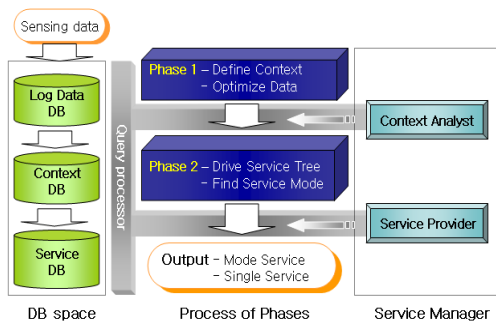 Sensing data
Log Data
DB
Context
DB
Service
DB
DB space
Query processor
Phase 1 – Define Context
– Optimize Data
Phase 2 – Drive Service Tree
– Find Service Mode
Output – Mode Service
– Single Service
Process of Phases
Context Analyst
Service Provider
Service Manager